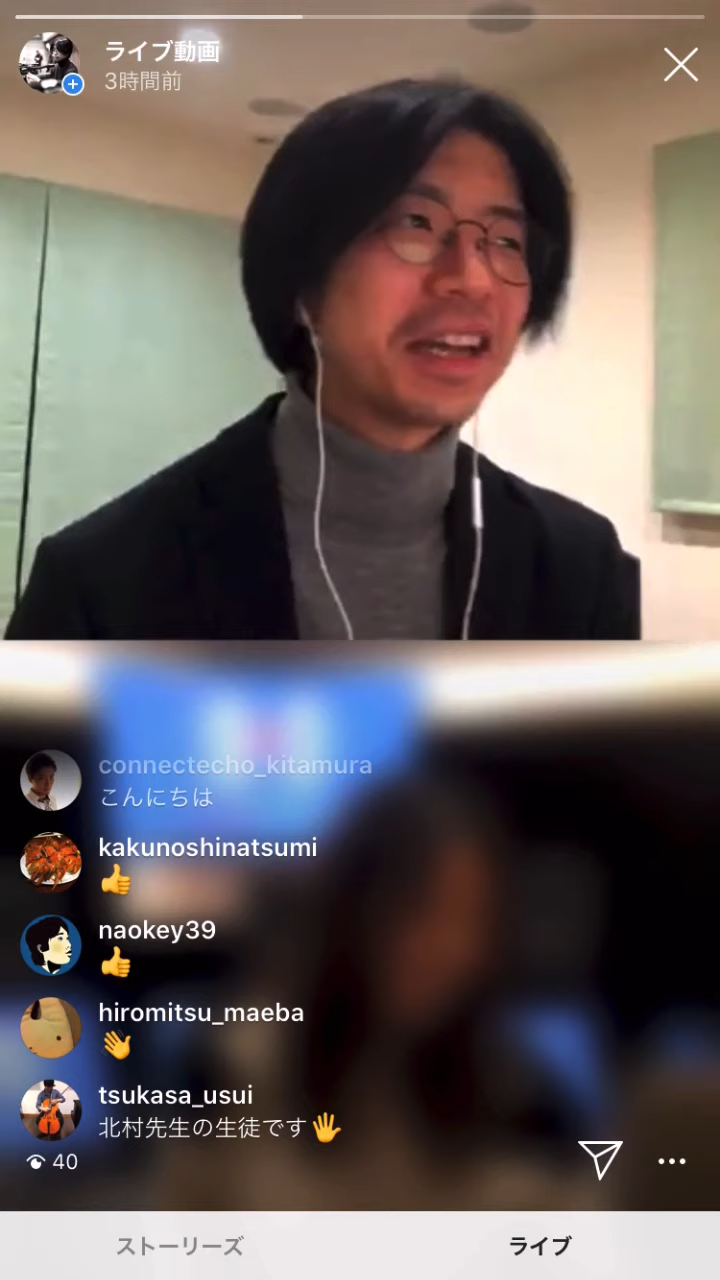 ライブ動画
3時間前
connectecho_kitamura
こんにちは
kakunoshinatsumi
👍
naokey39
👍
hiromitsu_maeba
👋
tsukasa_usui
北村先生の生徒です🖐
40
ストーリーズ
ライブ